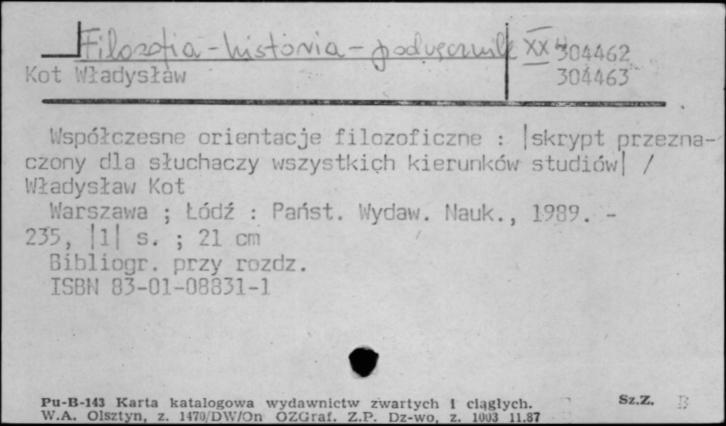 Filozofia - historia - podręcznik XX w
304462
Kot Władysław 304463
Współczesne orientacje filozoficzne : |skrypt przezna-
czony dla słuchaczy wszystkich kierunków studiów| /
Władysław Kot
Warszawa ; Łódź : Państ. Wydaw. Nauk., 1989. -
235, |1| s. ; 21 cm
Bibliogr. przy rozdz.
ISBN 83-01-08831-1
Pu-B-143 Karta katalogowa wydawnictw zwartych i ciągłych. Sz.Z. B
W.A. Olsztyn, z. 1470/DW/On OZGraf. Z.P. Dz-wo, z. 1003 11.87